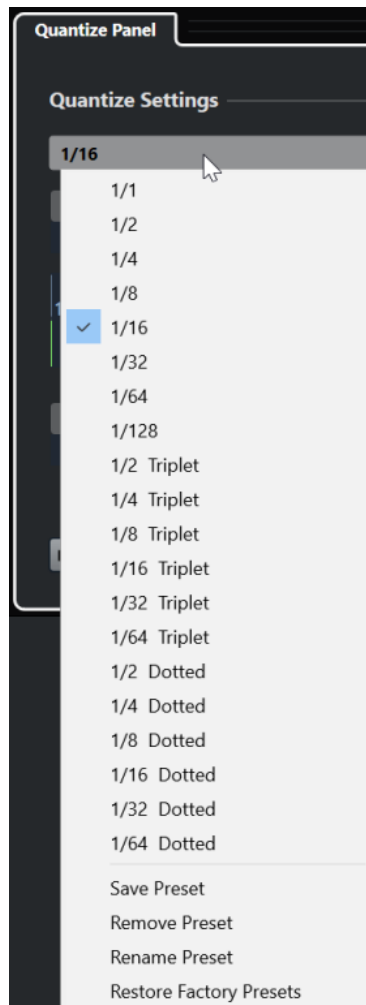 Quantize Panel
Quantize Settings
1/16
1/1
1/2
1/4
1/8
1/16
1/32
1/64
1/128
1/2 Triplet
1/4 Triplet
1/8 Triplet
1/16 Triplet
1/32 Triplet
1/64 Triplet
1/2 Dotted
1/4 Dotted
1/8 Dotted
1/16 Dotted
1/32 Dotted
1/64 Dotted
Save Preset
Remove Preset
Rename Preset
Restore Factory Presets